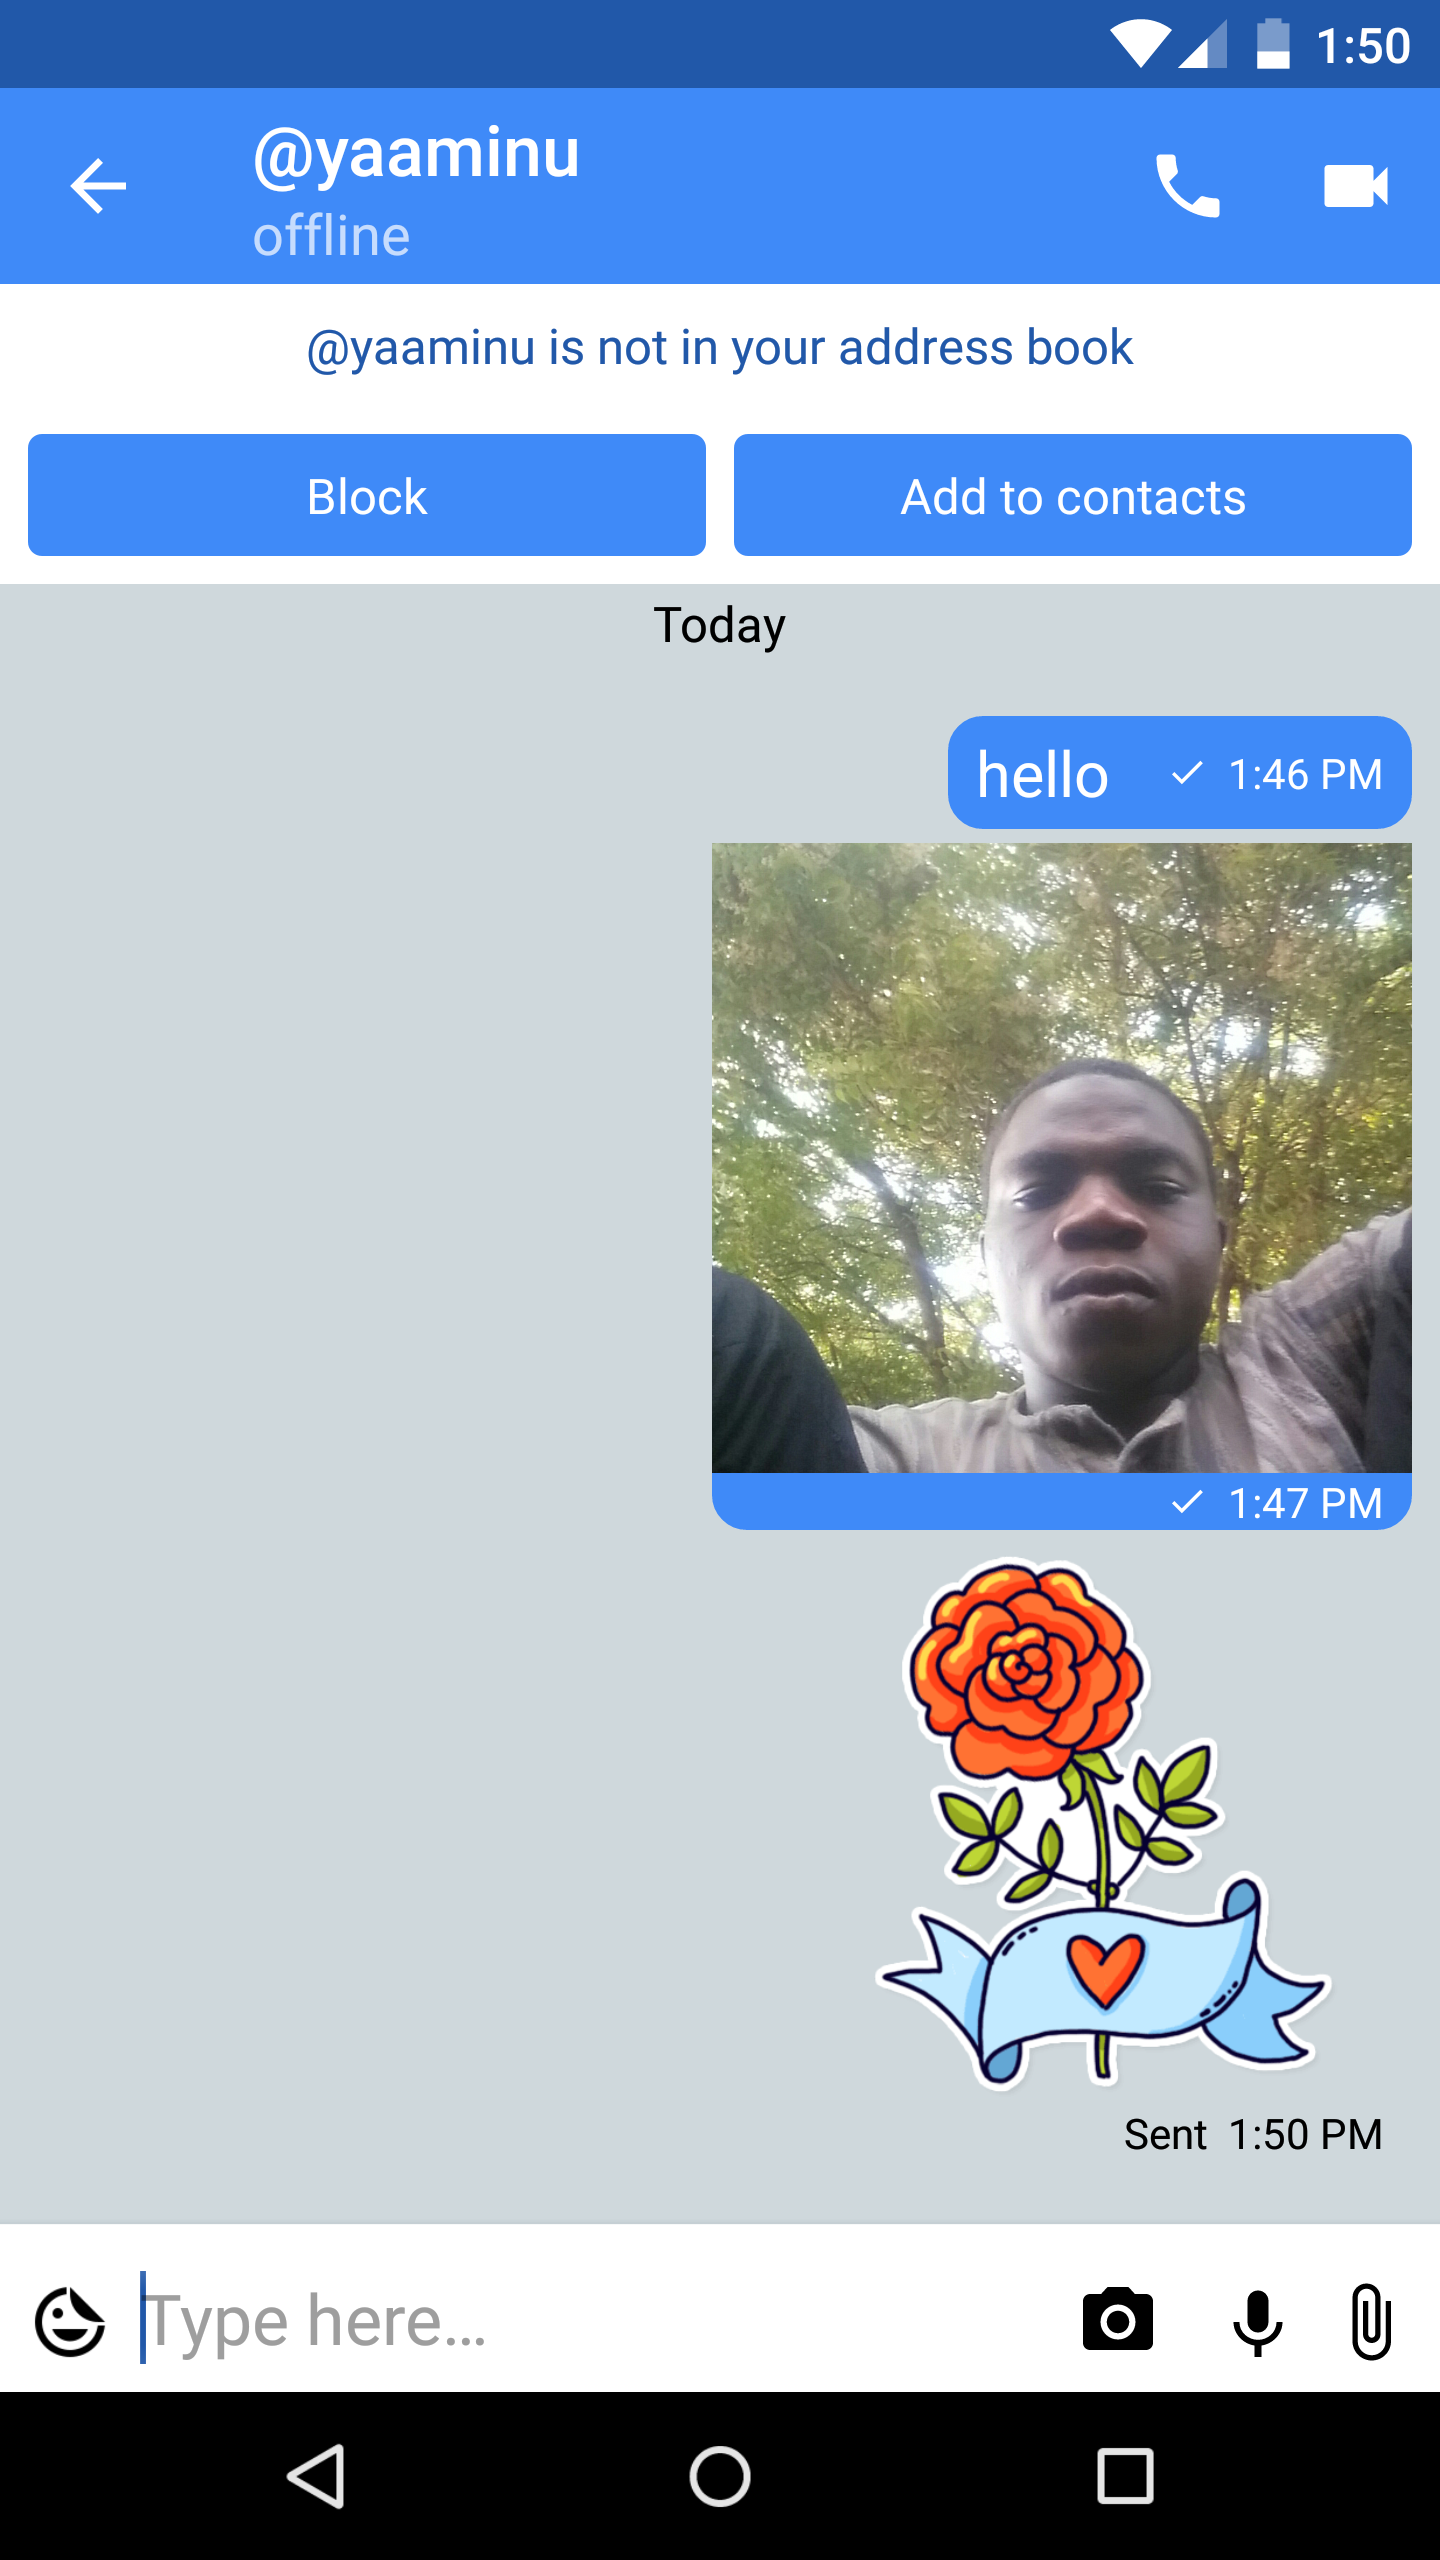 1:50
@yaaminu
offline
@yaaminu is not in your address book
Block
Add to contacts
Today
hello 1:46 PM
1:47 PM
Sent 1:50 PM
Type here...